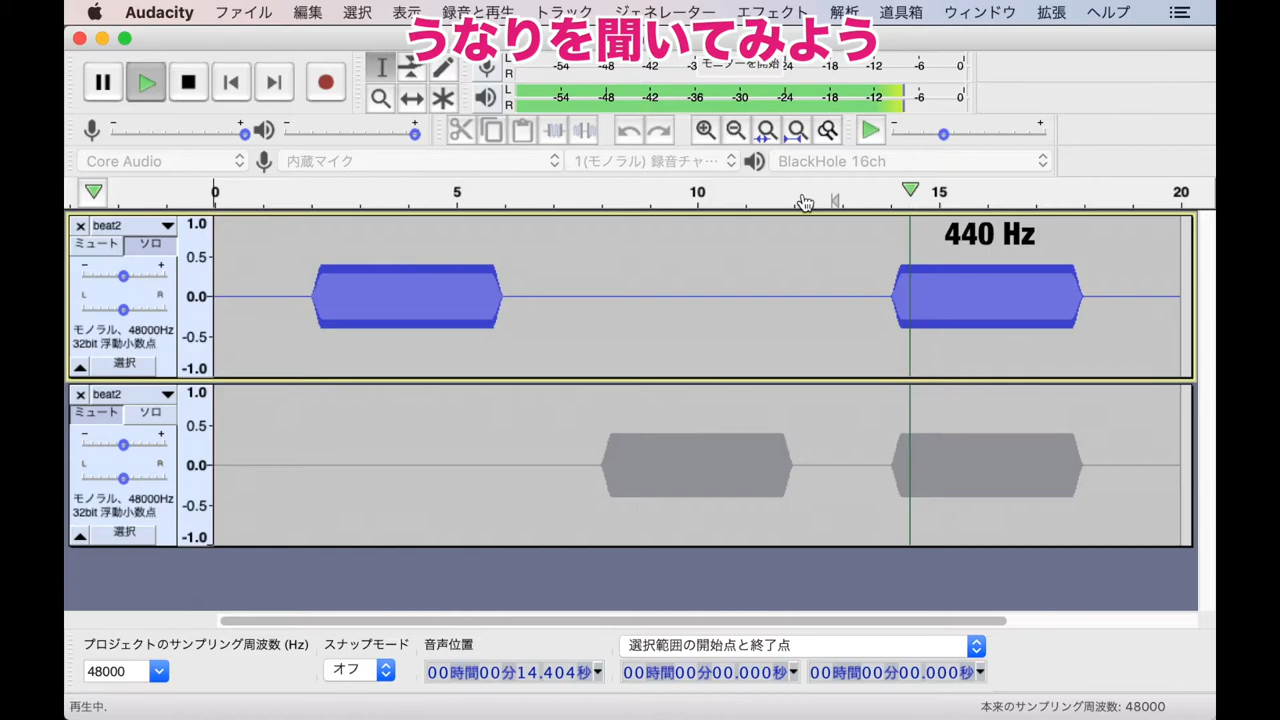 Audacity ファイル 編集 選択 表示 録音と再生 トラック ジェネレーター エフェクト 解析 道具箱 ウィンドウ 拡張 ヘルプ
うなりを聞いてみよう
L
R
-54 -48 -42 -3 モニターを開始 24 -18 -12 -6 0
L
R
-54 -48 -42 -36 -30 -24 -18 -12 -6 0
- + - + - +
Core Audio 内蔵マイク 1(モノラル) 録音チャ… BlackHole 16ch
0 5 10 15 20
beat2
ミュート ソロ
- +
L R
モノラル、48000Hz
32bit 浮動小数点
選択
1.0
0.5
0.0
-0.5
-1.0
440 Hz
beat2
ミュート ソロ
- +
L R
モノラル、48000Hz
32bit 浮動小数点
選択
1.0
0.5
0.0
-0.5
-1.0
プロジェクトのサンプリング周波数 (Hz) スナップモード 音声位置 選択範囲の開始点と終了点
48000 オフ 00時間00分14.404秒 00時間00分00.000秒 00時間00分00.000秒
再生中. 本来のサンプリング周波数: 48000